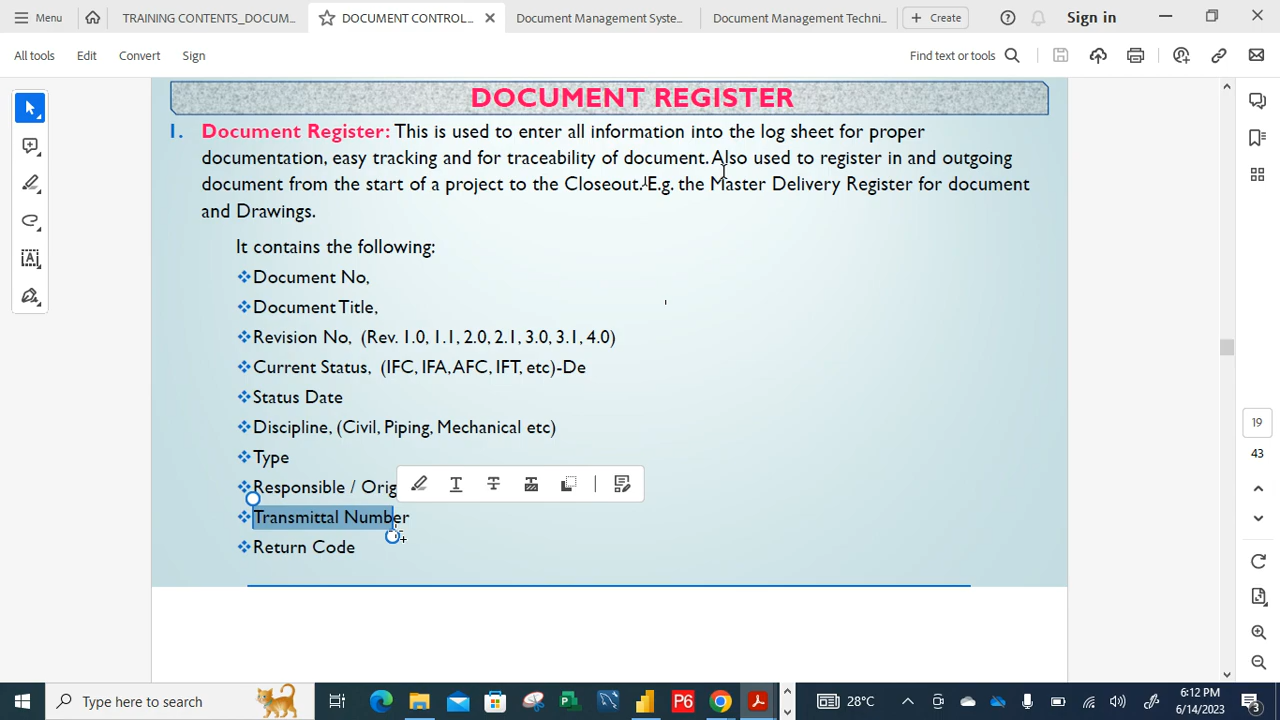 Menu
TRAINING CONTENTS_DOCUM...
DOCUMENT CONTROL...
Document Management Syste...
Document Management Techni...
Create
Sign in
All tools
Edit
Convert
Sign
Find text or tools
DOCUMENT REGISTER
1. Document Register: This is used to enter all information into the log sheet for proper
documentation, easy tracking and for traceability of document. Also used to register in and outgoing
document from the start of a project to the Closeout. E.g. the Master Delivery Register for document
and Drawings.
It contains the following:
❖Document No,
❖Document Title,
❖Revision No, (Rev. 1.0, 1.1, 2.0, 2.1, 3.0, 3.1, 4.0)
❖Current Status, (IFC, IFA, AFC, IFT, etc)-De
❖Status Date
❖Discipline, (Civil, Piping, Mechanical etc)
❖Type
❖Responsible / Orig
❖Transmittal Number
❖Return Code
19
43
Type here to search
P6
28°C
6:12 PM
6/14/2023
3